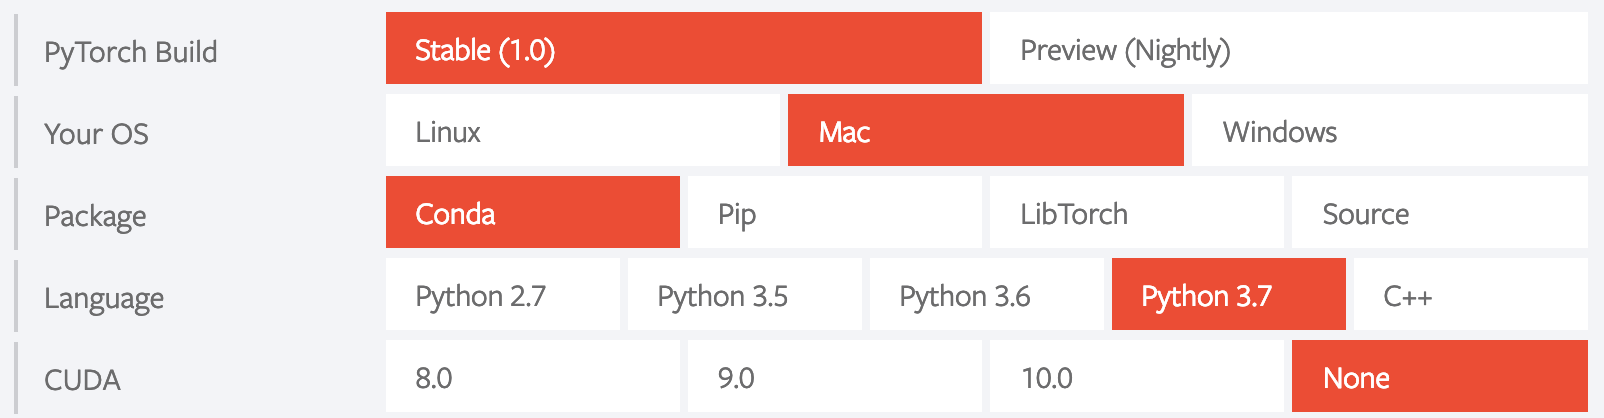 PyTorch Build Stable (1.0) Preview (Nightly)
Your OS Linux Mac Windows
Package Conda Pip LibTorch Source
Language Python 2.7 Python 3.5 Python 3.6 Python 3.7 C++
CUDA 8.0 9.0 10.0 None